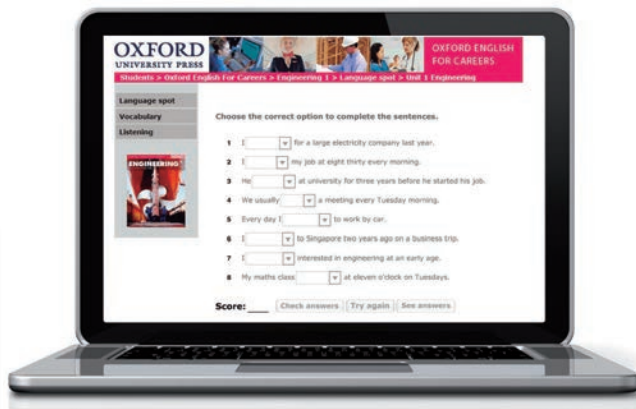 OXFORD
UNIVERSITY PRESS
OXFORD ENGLISH
FOR CAREERS
Students > Oxford English For Careers > Engineering 1 > Language spot > Unit 1 Engineering
Language spot
Vocabulary
Listening
ENGINEERING
Choose the correct option to complete the sentences.
1 I for a large electricity company last year.
2 I my job at eight thirty every morning.
3 He at university for three years before he started his job.
4 We usually a meeting every Tuesday morning.
5 Every day I to work by car.
6 I to Singapore two years ago on a business trip.
7 I interested in engineering at an early age.
8 My maths class at eleven o'clock on Tuesdays.
Score: ____ Check answers Try again See answers